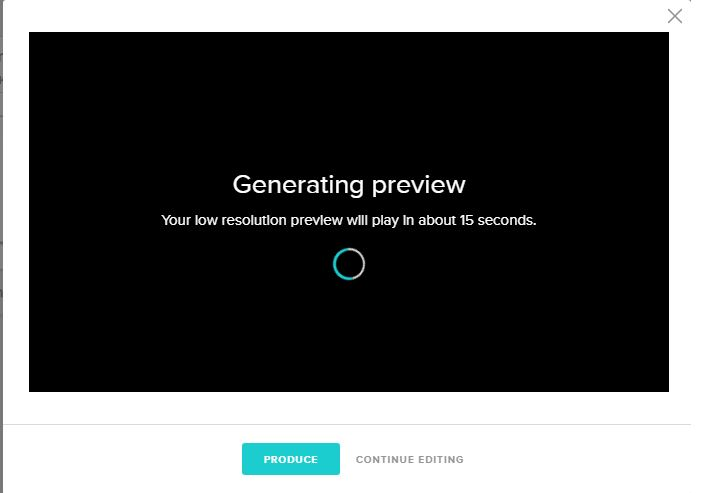 Generating preview
Your low resolution preview will play in about 15 seconds.
PRODUCE CONTINUE EDITING